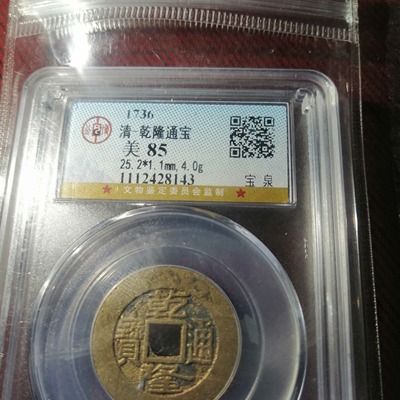 1736
清-乾隆通宝
美 85
25.2*1.1mm,4.0g
1112428143
宝泉
文物鉴定委员会监制
乾隆通寶